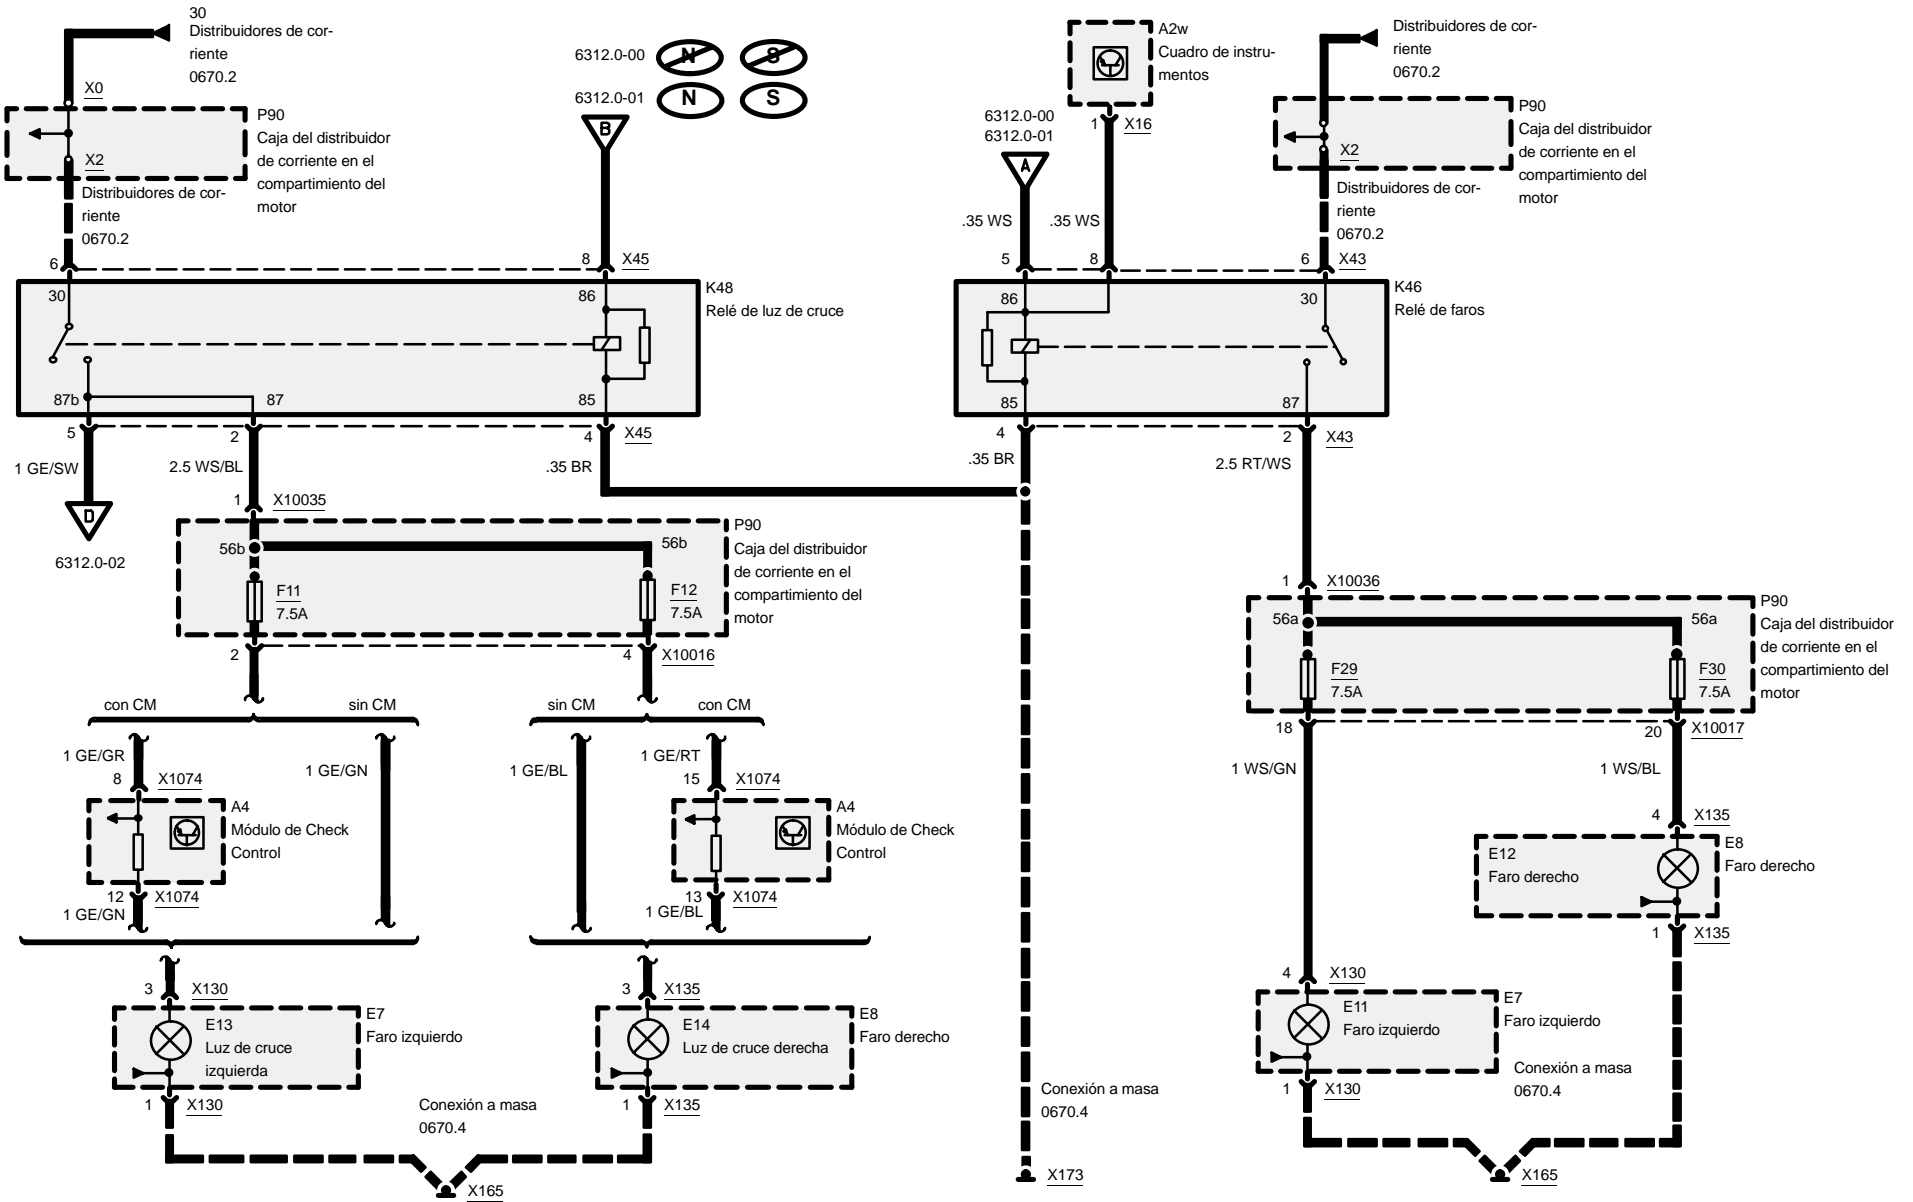 30
Distribuidores de cor-
riente
0670.2
X0
P90
Caja del distribuidor
de corriente en el
compartimiento del
motor
X2
Distribuidores de cor-
riente
0670.2
6312.0-00
N
S
6312.0-01
N
S
B
6312.0-00
6312.0-01
A
A2w
Cuadro de instru-
mentos
1
X16
Distribuidores de cor-
riente
0670.2
P90
Caja del distribuidor
de corriente en el
compartimiento del
motor
X2
Distribuidores de cor-
riente
0670.2
.35 WS
.35 WS
6
8
X45
5
8
6
X43
30
86
K48
Relé de luz de cruce
86
30
K46
Relé de faros
87b
87
85
85
87
5
2
4
X45
4
2
X43
1 GE/SW
2.5 WS/BL
.35 BR
.35 BR
2.5 RT/WS
D
6312.0-02
1
X10035
56b
56b
F11
7.5A
F12
7.5A
P90
Caja del distribuidor
de corriente en el
compartimiento del
motor
2
4
X10016
1
X10036
56a
56a
F29
7.5A
F30
7.5A
P90
Caja del distribuidor
de corriente en el
compartimiento del
motor
18
20
X10017
con CM
sin CM
sin CM
con CM
1 GE/GR
1 GE/GN
1 GE/BL
1 GE/RT
1 WS/GN
1 WS/BL
8
X1074
15
X1074
A4
Módulo de Check
Control
A4
Módulo de Check
Control
12
X1074
1 GE/GN
13
X1074
1 GE/BL
4
X135
E12
Faro derecho
E8
Faro derecho
1
X135
3
X130
3
X135
4
X130
E13
Luz de cruce
izquierda
E7
Faro izquierdo
E14
Luz de cruce derecha
E8
Faro derecho
E11
Faro izquierdo
E7
Faro izquierdo
1
X130
1
X135
1
X130
Conexión a masa
0670.4
Conexión a masa
0670.4
Conexión a masa
0670.4
X165
X173
X165